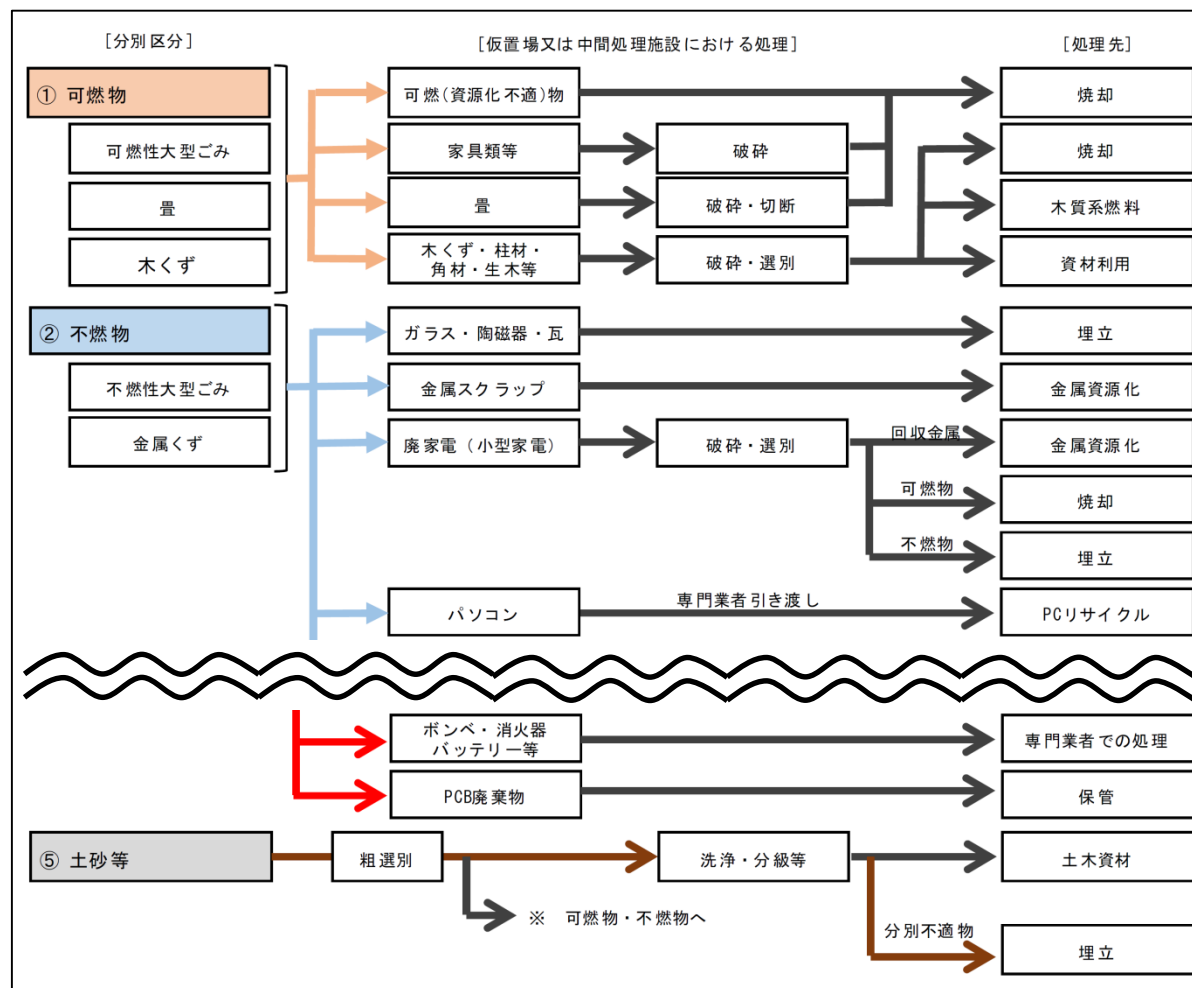 [分別区分]
[仮置場又は中間処理施設における処理]
[処理先]
① 可燃物
可燃(資源化不適)物
焼却
可燃性大型ごみ
家具類等
破砕
焼却
畳
畳
破砕・切断
木質系燃料
木くず
木くず・柱材・
角材・生木等
破砕・選別
資材利用
② 不燃物
ガラス・陶磁器・瓦
埋立
不燃性大型ごみ
金属スクラップ
金属資源化
金属くず
廃家電(小型家電)
破砕・選別
回収金属
金属資源化
可燃物
焼却
不燃物
埋立
パソコン
専門業者引き渡し
PCリサイクル
ボンベ・消火器
バッテリー等
専門業者での処理
PCB廃棄物
保管
⑤ 土砂等
粗選別
洗浄・分級等
土木資材
※ 可燃物・不燃物へ
分別不適物
埋立